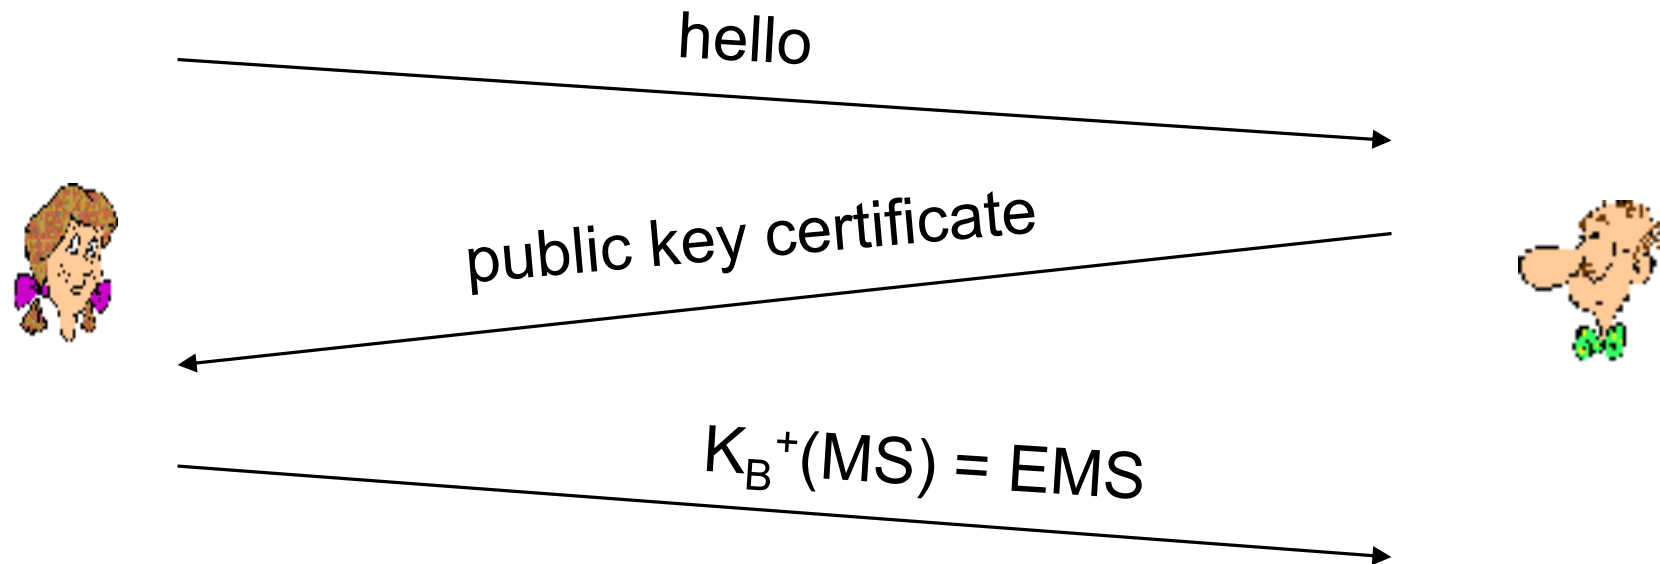 hello
public key certificate
K_B^+(MS) = EMS